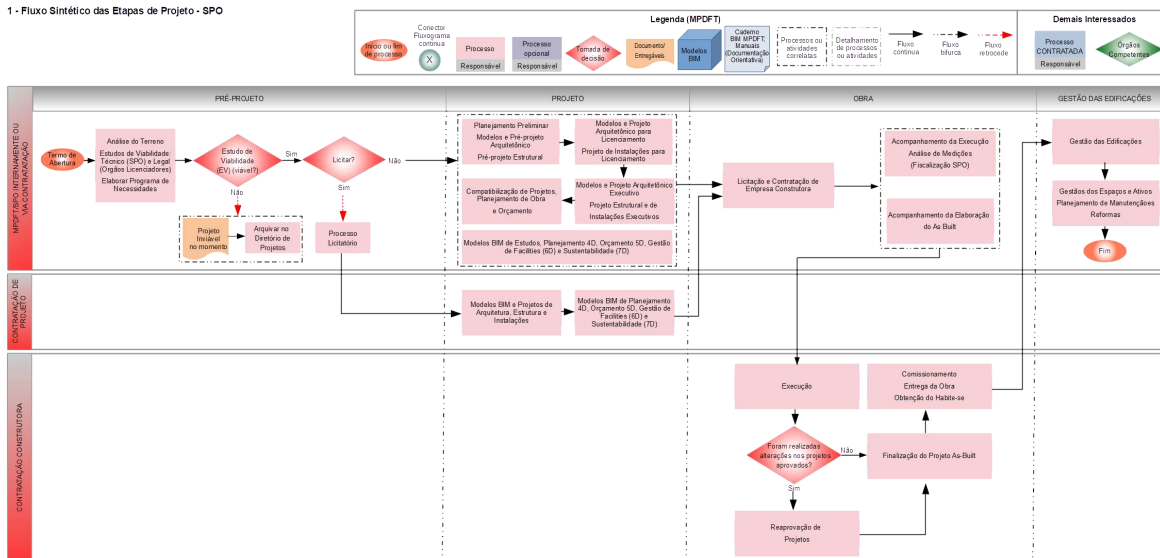 1 - Fluxo Sintético das Etapas de Projeto - SPO
Legenda (MPDFT)
Início ou fim
de processo
Conector
Fluxograma
continua
X
Processo
Responsável
Processo
opcional
Responsável
Tomada de
decisão
Documento/
Entregáveis
Modelos
BIM
Caderno
BIM MPDFT;
Manuais
(Documentação
Orientativa)
Processos ou
atividades
correlatas
Detalhamento
de processos
ou atividades
Fluxo
continua
Fluxo
bifurca
Fluxo
retrocede
Demais Interessados
Processo
CONTRATADA
Responsável
Órgãos
Competentes
PRÉ-PROJETO
PROJETO
OBRA
GESTÃO DAS EDIFICAÇÕES
MPDFT/SPO INTERNAMENTE OU
VIA CONTRATATAÇÃO
Termo de
Abertura
Análise do Terreno
Estudos de Viabilidade:
Técnico (SPO) e Legal
(Orgãos Licenciadores)
Elaborar Programa de
Necessidades
Estudo de
Viabilidade
(EV) (viável?)
Sim
Não
Projeto
Inviável
no momento
Arquivar no
Diretório de
Projetos
Licitar?
Não
Sim
Processo
Licitatório
Planejamento Preliminar
Modelos e Pré-projeto
Arquitetônico
Pré-projeto Estrutural
Modelos e Projeto
Arquitetônico para
Licenciamento
Projeto de Instalações para
Licenciamento
Compatibilização de Projetos,
Planejamento de Obra
e Orçamento
Modelos e Projeto Arquitetônico
Executivo
Projeto Estrutural e de
Instalações Executivos
Modelos BIM de Estudos, Planejamento 4D, Orçamento 5D, Gestão
de Facilities (6D) e Sustentabilidade (7D)
Licitação e Contratação de
Empresa Construtora
Acompanhamento da Execução
Análise de Medições
(Fiscalização SPO)
Acompanhamento da Elaboração
do As Built
Gestão das Edificações
Gestãos dos Espaços e Ativos
Planejamento de Manutençãoes
Reformas
Fim
CONTRATAÇÃO DE
PROJETO
Modelos BIM e Projetos de
Arquitetura, Estrutura e
Instalações
Modelos BIM de Planejamento
4D, Orçamento 5D, Gestão de
Facilities (6D) e
Sustentabilidade (7D)
CONTRATAÇÃO CONSTRUTORA
Execução
Foram realizadas
alterações nos projetos
aprovados?
Não
Sim
Reaprovação de
Projetos
Finalização do Projeto As-Built
Comissionamento
Entrega da Obra
Obtenção do Habite-se